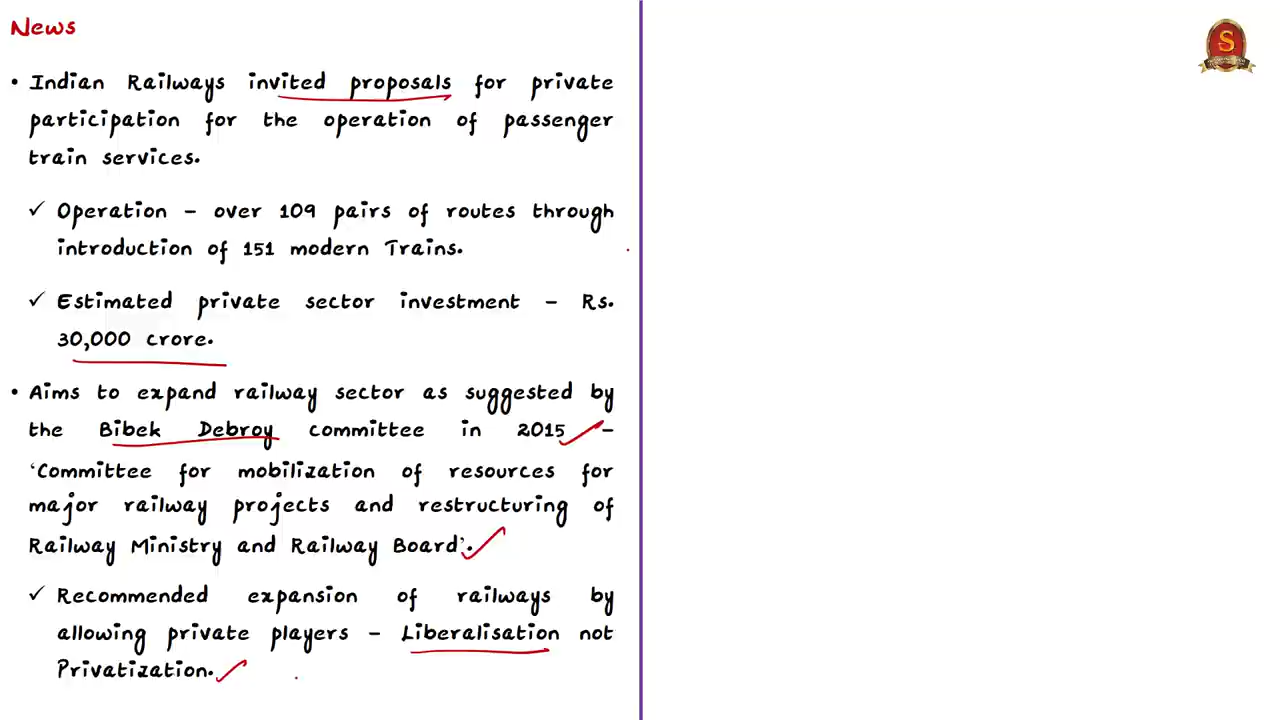 News
• Indian Railways invited proposals for private
participation for the operation of passenger
train services.
✓ Operation – over 109 pairs of routes through
introduction of 151 modern Trains.
✓ Estimated private sector investment – Rs.
30,000 crore.
• Aims to expand railway sector as suggested by
the Bibek Debroy committee in 2015 –
‘Committee for mobilization of resources for
major railway projects and restructuring of
Railway Ministry and Railway Board’.
✓ Recommended expansion of railways by
allowing private players – Liberalisation not
Privatization.
S